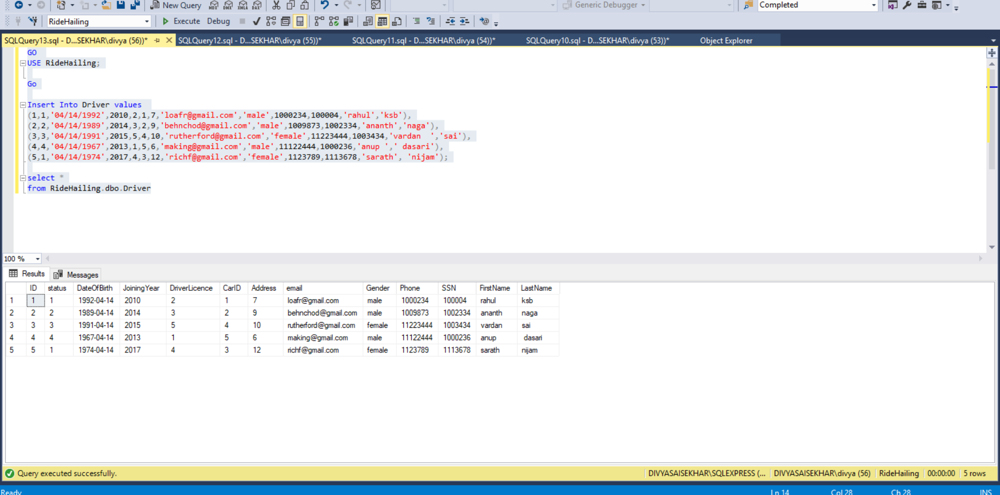 New Query MDX DMX XMLA DAX Generic Debugger Completed
RideHailing Execute Debug
SQLQuery13.sql - D...SEKHAR\divya (56))* SQLQuery12.sql - D...SEKHAR\divya (55))* SQLQuery11.sql - D...SEKHAR\divya (54))* SQLQuery10.sql - D...SEKHAR\divya (53))* Object Explorer
GO
USE RideHailing;
Go
Insert Into Driver values
(1,1,'04/14/1992',2010,2,1,7,'loafr@gmail.com','male',1000234,100004,'rahul','ksb'),
(2,2,'04/14/1989',2014,3,2,9,'behnchod@gmail.com','male',1009873,1002334,'ananth','naga'),
(3,3,'04/14/1991',2015,5,4,10,'rutherford@gmail.com','female',11223444,1003434,'vardan  ','sai'),
(4,4,'04/14/1967',2013,1,5,6,'making@gmail.com','male',11122444,1000236,'anup ',' dasari'),
(5,1,'04/14/1974',2017,4,3,12,'richf@gmail.com','female',1123789,1113678,'sarath', 'nijam');
select *
from RideHailing.dbo.Driver
100 %
Results Messages
ID status DateOfBirth JoiningYear DriverLicence CarID Address email Gender Phone SSN FirstName LastName
1 1 1 1992-04-14 2010 2 1 7 loafr@gmail.com male 1000234 100004 rahul ksb
2 2 2 1989-04-14 2014 3 2 9 behnchod@gmail.com male 1009873 1002334 ananth naga
3 3 3 1991-04-14 2015 5 4 10 rutherford@gmail.com female 11223444 1003434 vardan sai
4 4 4 1967-04-14 2013 1 5 6 making@gmail.com male 11122444 1000236 anup dasari
5 5 1 1974-04-14 2017 4 3 12 richf@gmail.com female 1123789 1113678 sarath nijam
Query executed successfully. DIVYASAISEKHAR\SQLEXPRESS (... DIVYASAISEKHAR\divya (56) RideHailing 00:00:00 5 rows
Ready Ln 14 Col 28 Ch 28 INS